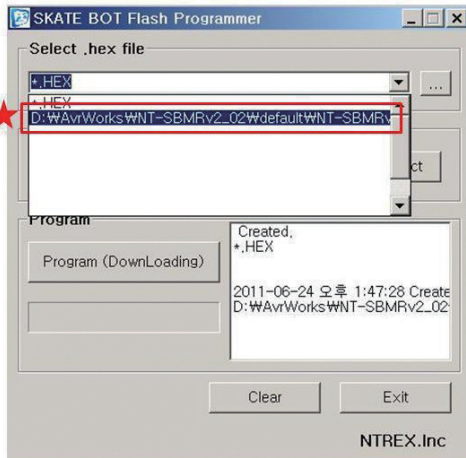 SKATE BOT Flash Programmer
Select .hex file
*.HEX
...
*.HEX
D:₩AvrWorks₩NT-SBMRv2_02₩default₩NT-SBMRv
ct
Program
Program (DownLoading)
Created.
*.HEX
2011-06-24 오후 1:47:28 Create
D:₩AvrWorks₩NT-SBMRv2_02
Clear
Exit
NTREX.Inc